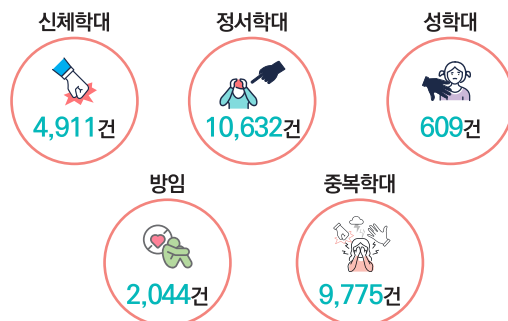 신체학대
정서학대
성학대
4,911건
10,632건
609건
방임
중복학대
2,044건
9,775건